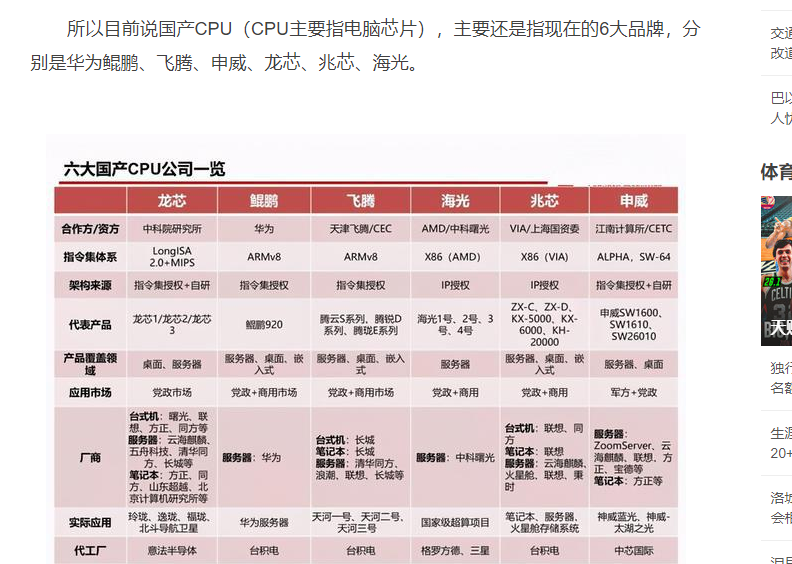 所以目前说国产CPU（CPU主要指电脑芯片），主要还是指现在的6大品牌，分
别是华为鲲鹏、飞腾、申威、龙芯、兆芯、海光。
六大国产CPU公司一览
龙芯 鲲鹏 飞腾 海光 兆芯 申威
合作方/资方 中科院研究所 华为 天津飞腾/CEC AMD/中科曙光 VIA/上海国资委 江南计算所/CETC
指令集体系 LongISA 2.0+MIPS ARMv8 ARMv8 X86（AMD） X86（VIA） ALPHA，SW-64
架构来源 指令集授权+自研 指令集授权 指令集授权 IP授权 IP授权 指令集授权+自研
代表产品 龙芯1/龙芯2/龙芯3 鲲鹏920 腾云S系列、腾锐D系列、腾珑E系列 海光1号、2号、3号、4号 ZX-C、ZX-D、KX-5000、KX-6000、KH-20000 申威SW1600、SW1610、SW26010
产品覆盖领域 桌面、服务器 服务器、桌面、嵌入式 服务器、桌面、嵌入式 服务器 服务器、桌面、嵌入式 服务器、桌面
应用市场 党政市场 党政+商用市场 党政+商用市场 党政+商用 党政+商用 军方+党政
厂商 台式机：曙光、联想、方正、同方等 服务器：云海麒麟、五舟科技、清华同方、长城等 笔记本：方正、同方、山东超越、北京计算机研究所等 服务器：华为 台式机：长城 笔记本：长城 服务器：清华同方、浪潮、联想、长城等 服务器：中科曙光 台式机：联想、同方 笔记本：联想 服务器：云海麒麟、火星舱、联想、秉时 服务器：ZoomServer、云海麒麟、联想、方正、宝德等 笔记本：方正等
实际应用 玲珑、逸珑、福珑、北斗导航卫星 华为服务器 天河一号、天河二号、天河三号 国家级超算项目 笔记本、服务器、火星舱存储系统 神威蓝光、神威-太湖之光
代工厂 意法半导体 台积电 台积电 格罗方德、三星 台积电 中芯国际
交通
改道
巴以
人忧
体育
独行
名额
生涯
20+
洛城
会相